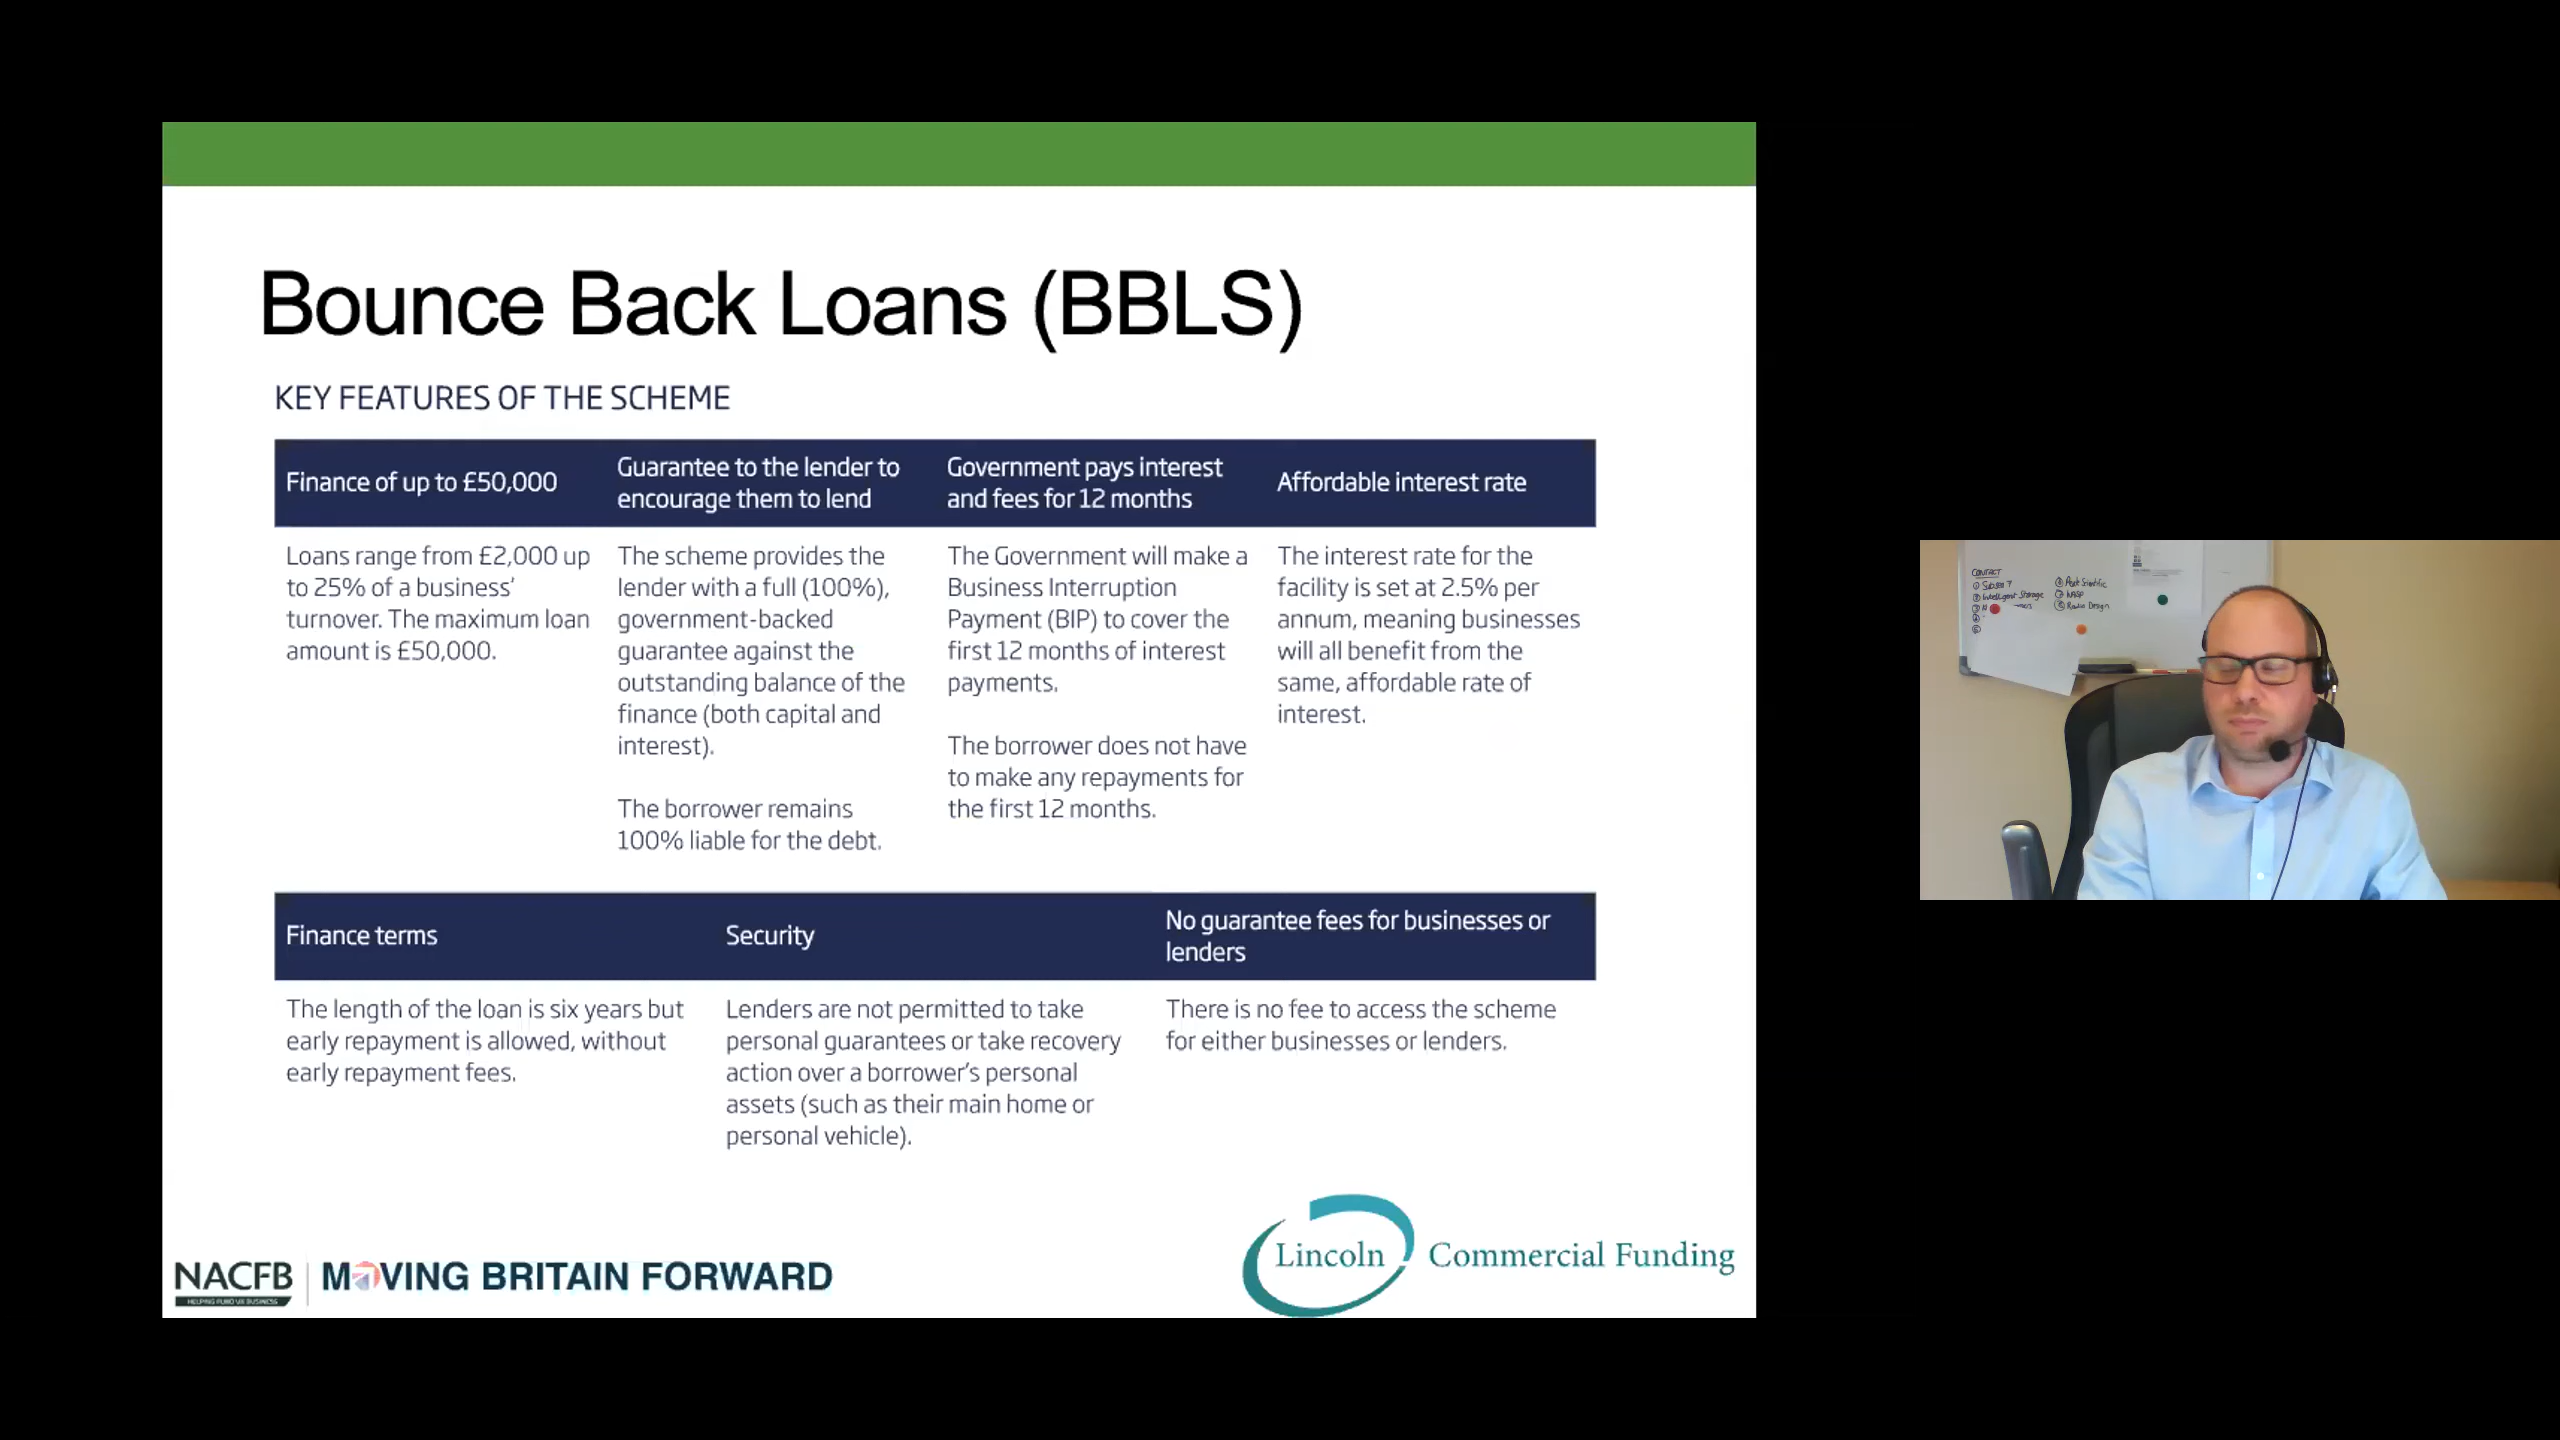 Bounce Back Loans (BBLS)
KEY FEATURES OF THE SCHEME
Finance of up to £50,000
Loans range from £2,000 up
to 25% of a business’
turnover. The maximum loan
amount is £50,000.
Guarantee to the lender to
encourage them to lend
The scheme provides the
lender with a full (100%),
government-backed
guarantee against the
outstanding balance of the
finance (both capital and
interest).
The borrower remains
100% liable for the debt.
Government pays interest
and fees for 12 months
The Government will make a
Business Interruption
Payment (BIP) to cover the
first 12 months of interest
payments.
The borrower does not have
to make any repayments for
the first 12 months.
Affordable interest rate
The interest rate for the
facility is set at 2.5% per
annum, meaning businesses
will all benefit from the
same, affordable rate of
interest.
Finance terms
The length of the loan is six years but
early repayment is allowed, without
early repayment fees.
Security
Lenders are not permitted to take
personal guarantees or take recovery
action over a borrower’s personal
assets (such as their main home or
personal vehicle).
No guarantee fees for businesses or
lenders
There is no fee to access the scheme
for either businesses or lenders.
NACFB
HELPING FUND UK BUSINESS
MOVING BRITAIN FORWARD
Lincoln Commercial Funding
CONTACT
Intelligent Storage
Peak Scientific
Radio Design